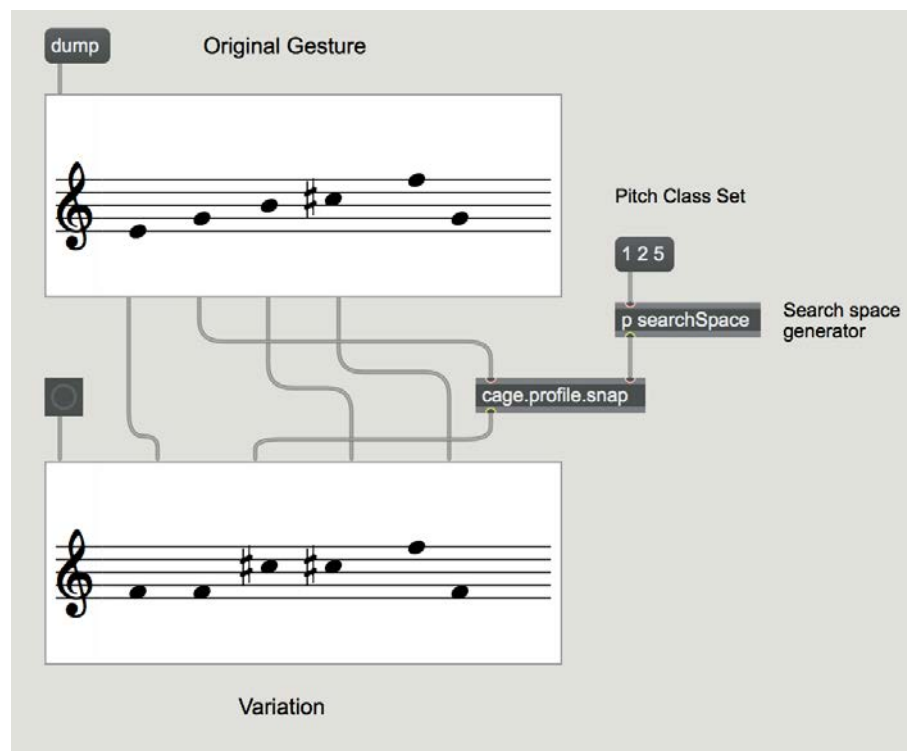 dump
Original Gesture
Pitch Class Set
1 2 5
p searchSpace
Search space
generator
cage.profile.snap
Variation